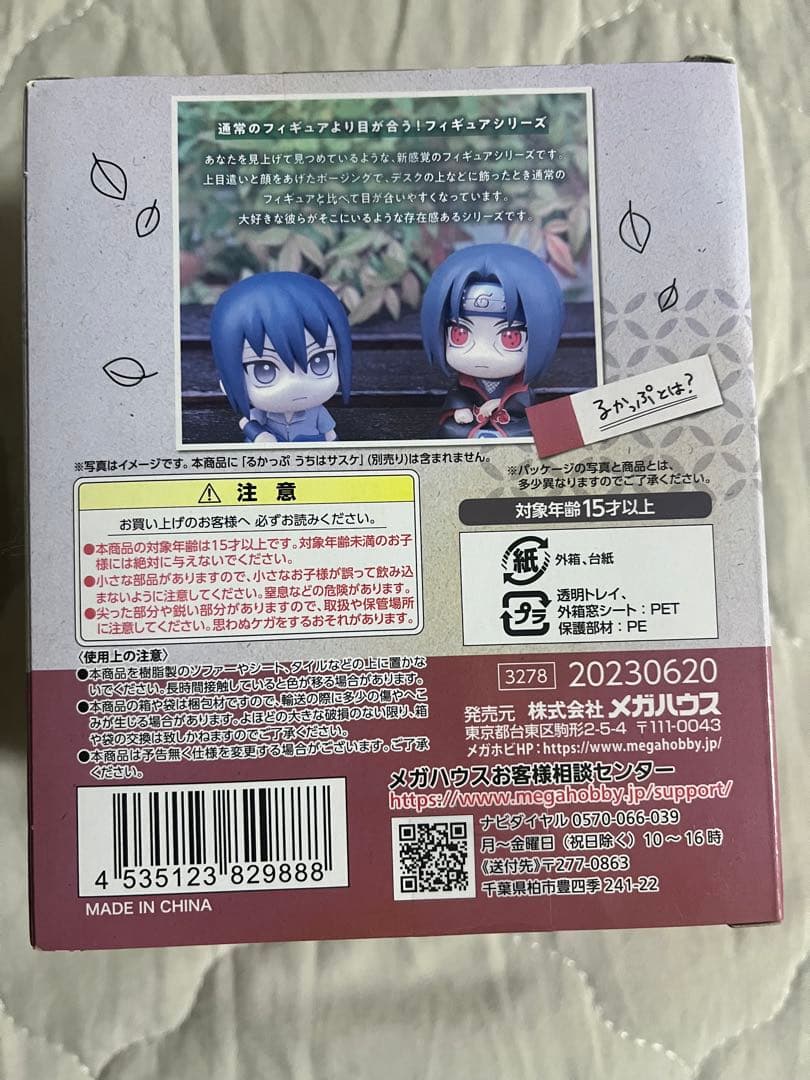 通常のフィギュアより目が合う!フィギュアシリーズ
あなたを見上げて見つめているような、新感覚のフィギュアシリーズです。
上目遣いと顔をあげたポージングで、デスクの上などに飾ったとき通常の
フィギュアと比べて目が合いやすくなっています。
大好きな彼らがそこにいるような存在感あるシリーズです。
るかっぷとは?
※写真はイメージです。本商品に「るかっぷ うちはサスケ」(別売り)は含まれません。
※パッケージの写真と商品とは、
多少異なりますのでご了承ください。
⚠ 注意
お買い上げのお客様へ 必ずお読みください。
●本商品の対象年齢は15才以上です。対象年齢未満のお子
様には絶対に与えないでください。
●小さな部品がありますので、小さなお子様が誤って飲み込
まないように注意してください。窒息などの危険があります。
●尖った部分や鋭い部分がありますので、取扱や保管場所
に注意してください。思わぬケガをするおそれがあります。
対象年齢15才以上
紙
外箱、台紙
プラ
透明トレイ、
外箱窓シート:PET
保護部材:PE
〈使用上の注意〉
●本商品を樹脂製のソファーやシート、タイルなどの上に置かな
いでください。長時間接触していると色が移る場合があります。
●本商品の箱や袋は梱包材ですので、輸送の際に多少の傷やへこ
みが生じる場合があります。よほどの大きな破損のない限り、箱
や袋の交換は致しかねますのでご了承ください。
●本商品は予告無く仕様を変更する場合がございます。ご了承
ください。
3278 20230620
発売元 株式会社 メガハウス
東京都台東区駒形2-5-4 〒111-0043
メガホビHP:https://www.megahobby.jp/
メガハウスお客様相談センター
https://www.megahobby.jp/support/
ナビダイヤル 0570-066-039
月～金曜日(祝日除く)10～16時
《送付先》〒277-0863
千葉県柏市豊四季241-22
4 535123 829888
MADE IN CHINA